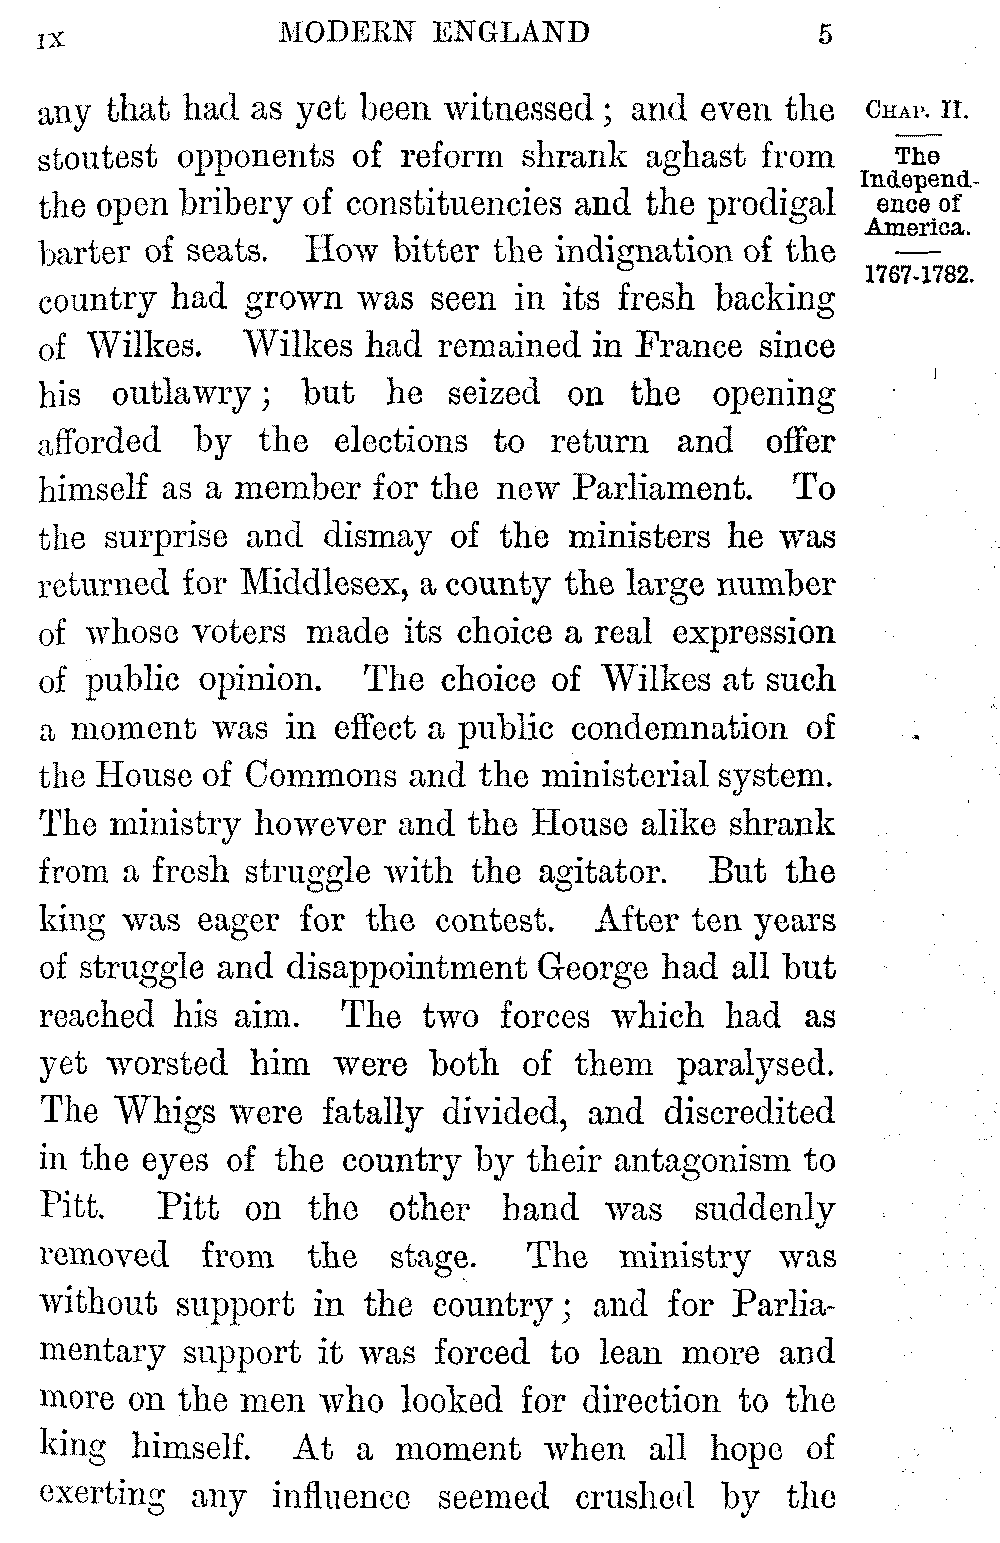 IX MODERN ENGLAND 5
any that had as yet been witnessed ; and even the
stoutest opponents of reform shrank aghast from
the open bribery of constituencies and the prodigal
barter of seats. How bitter the indignation of the
country had grown was seen in its fresh backing
of Wilkes. Wilkes had remained in France since
his outlawry ; but he seized on the opening
afforded by the elections to return and offer
himself as a member for the new Parliament. To
the surprise and dismay of the ministers he was
returned for Middlesex, a county the large number
of whose voters made its choice a real expression
of public opinion. The choice of Wilkes at such
a moment was in effect a public condemnation of
the House of Commons and the ministerial system.
The ministry however and the House alike shrank
from a fresh struggle with the agitator. But the
king was eager for the contest. After ten years
of struggle and disappointment George had all but
reached his aim. The two forces which had as
yet worsted him were both of them paralysed.
The Whigs were fatally divided, and discredited
in the eyes of the country by their antagonism to
Pitt. Pitt on the other hand was suddenly
removed from the stage. The ministry was
without support in the country ; and for Parlia-
mentary support it was forced to lean more and
more on the men who looked for direction to the
king himself. At a moment when all hope of
exerting any influence seemed crushed by the
CHAP. II.
The
Independ-
ence of
America.
1767-1782.